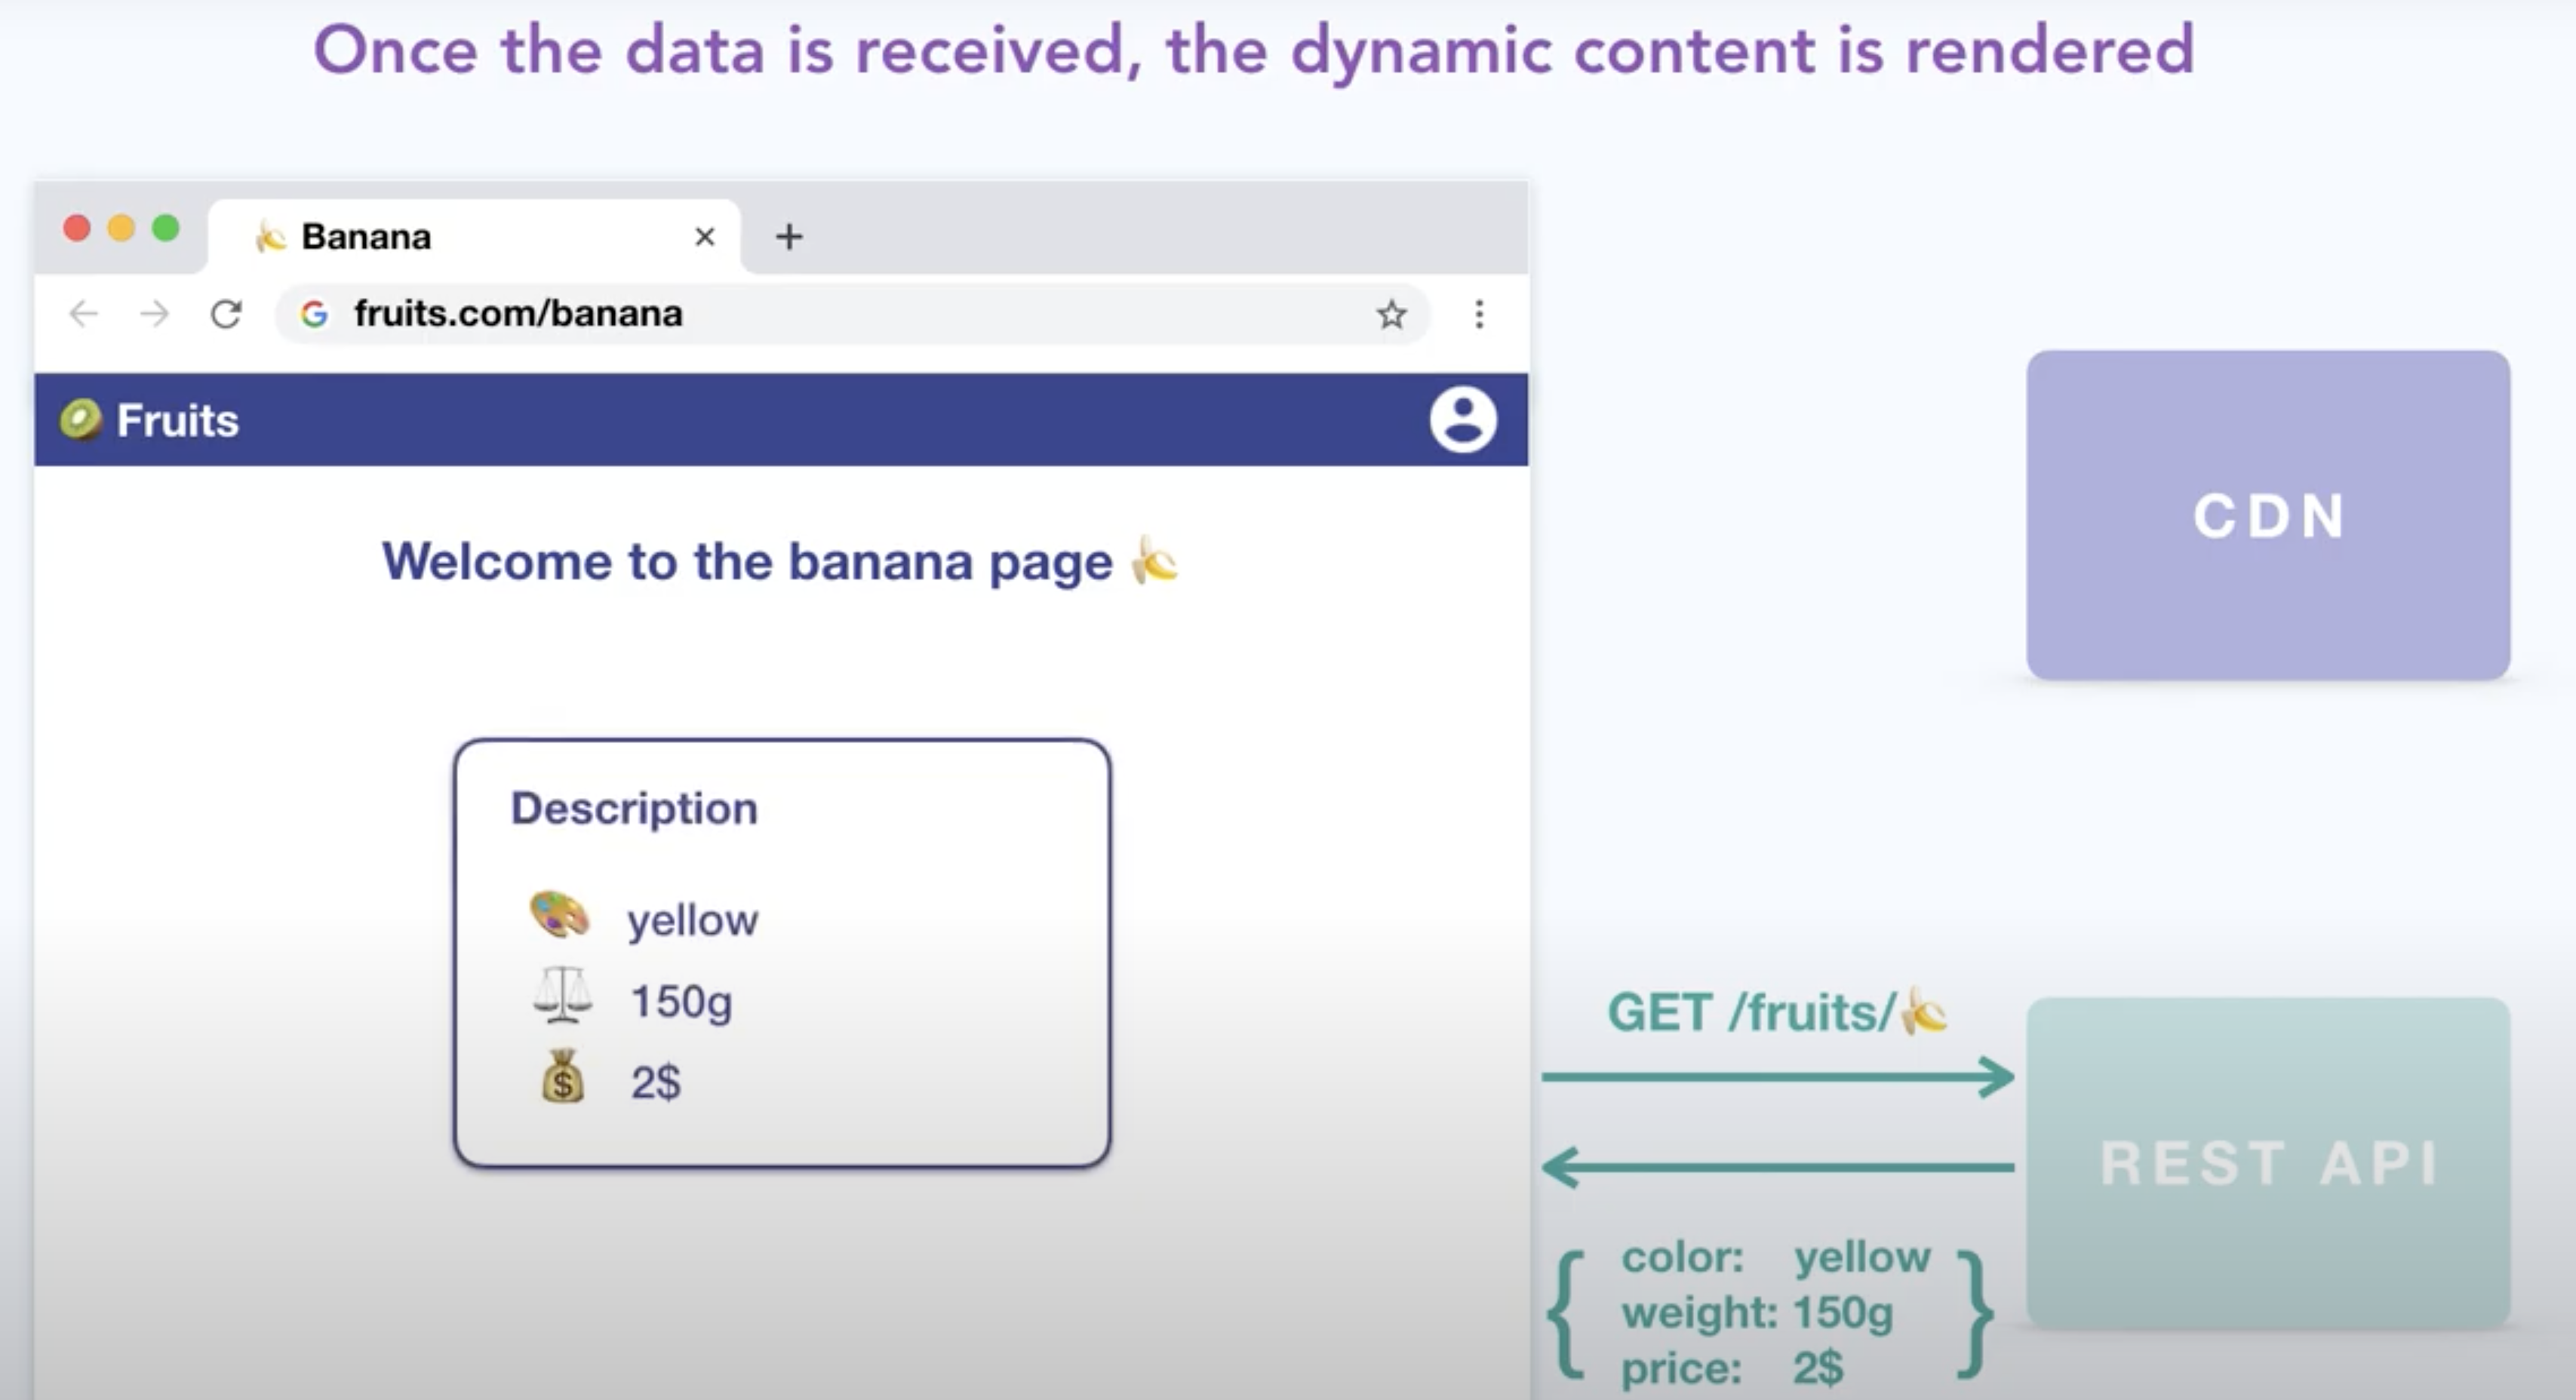 Once the data is received, the dynamic content is rendered
🍌 Banana
fruits.com/banana
Fruits
Welcome to the banana page 🍌
CDN
Description
yellow
150g
2$
GET /fruits/🍌
REST API
{ color: yellow
weight: 150g
price: 2$ }